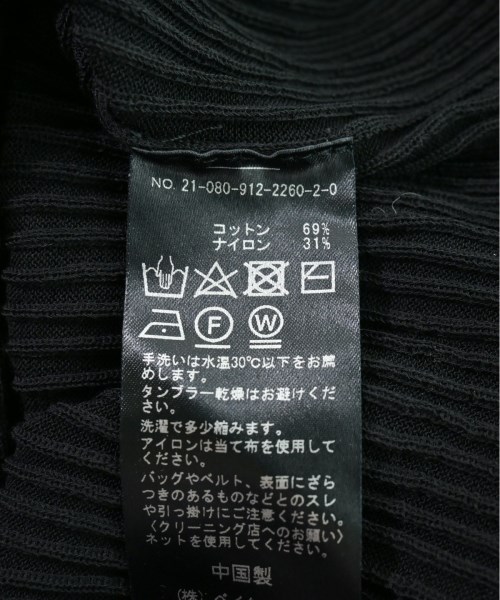 NO. 21-080-912-2260-2-0
コットン 69%
ナイロン 31%
F W
手洗いは水温30℃以下をお薦
めします。
タンブラー乾燥はお避けくだ
さい。
洗濯で多少縮みます。
アイロンは当て布を使用して
ください。
バッグやベルト、表面にざら
つきのあるものなどとのスレ
や引っ掛けにご注意ください。
〈クリーニング店へのお願い〉
ネットを使用してください。
中国製
(株)ベイ